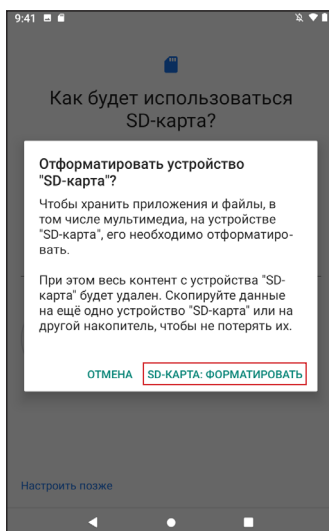 9:41
Как будет использоваться
SD-карта?
Отформатировать устройство
"SD-карта"?
Чтобы хранить приложения и файлы, в
том числе мультимедиа, на устройстве
"SD-карта", его необходимо отформатиро-
вать.
При этом весь контент с устройства "SD-
карта" будет удален. Скопируйте данные
на ещё одно устройство "SD-карта" или на
другой накопитель, чтобы не потерять их.
ОТМЕНА SD-КАРТА: ФОРМАТИРОВАТЬ
Настроить позже